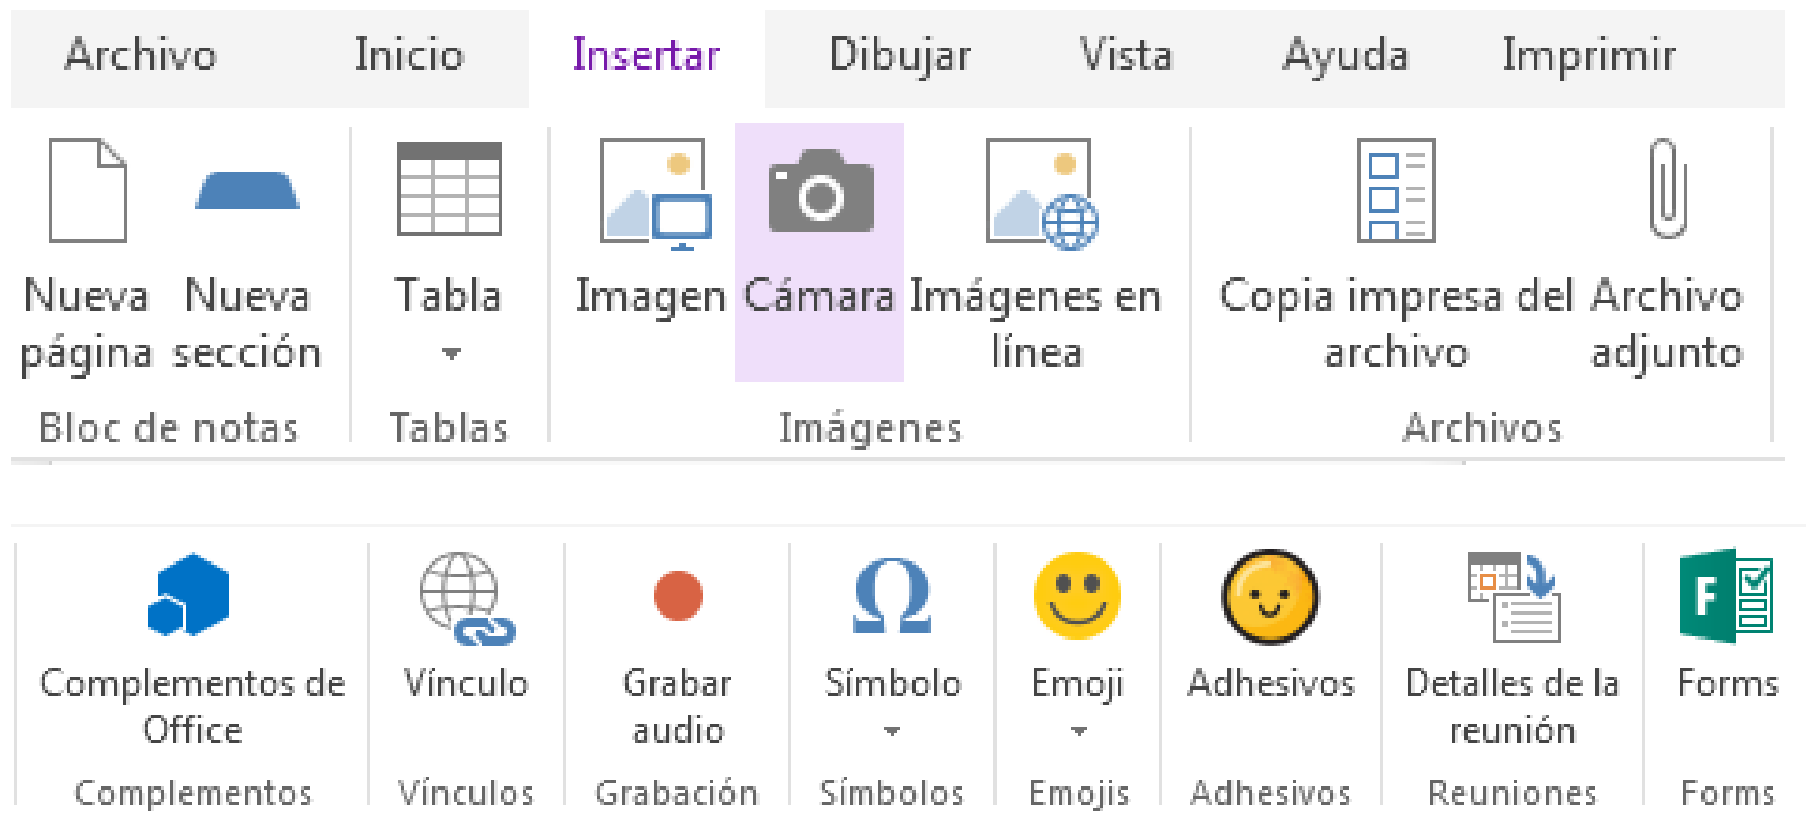 Archivo Inicio Insertar Dibujar Vista Ayuda Imprimir
Nueva Nueva Tabla Imagen Cámara Imágenes en Copia impresa del Archivo
página sección línea archivo adjunto
Bloc de notas Tablas Imágenes Archivos
Complementos de Vínculo Grabar Símbolo Emoji Adhesivos Detalles de la Forms
Office audio reunión
Complementos Vínculos Grabación Símbolos Emojis Adhesivos Reuniones Forms